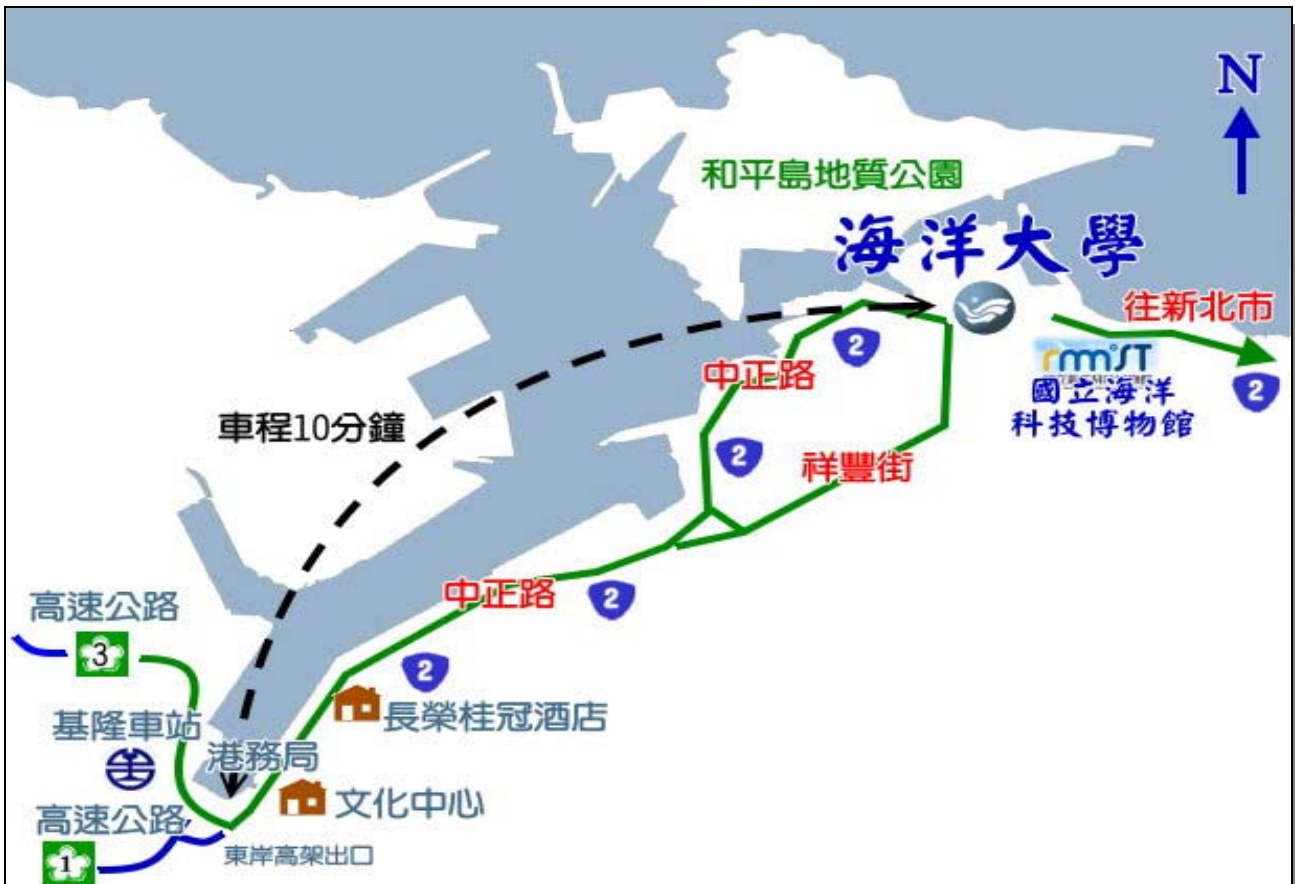 N
和平島地質公園
海洋大學
往新北市
2
2
rmmiST
中正路
國立海洋
科技博物館
車程10分鐘
2
祥豐街
中正路
2
高速公路
3
2
長榮桂冠酒店
基隆車站
港務局
文化中心
高速公路
1
東岸高架出口